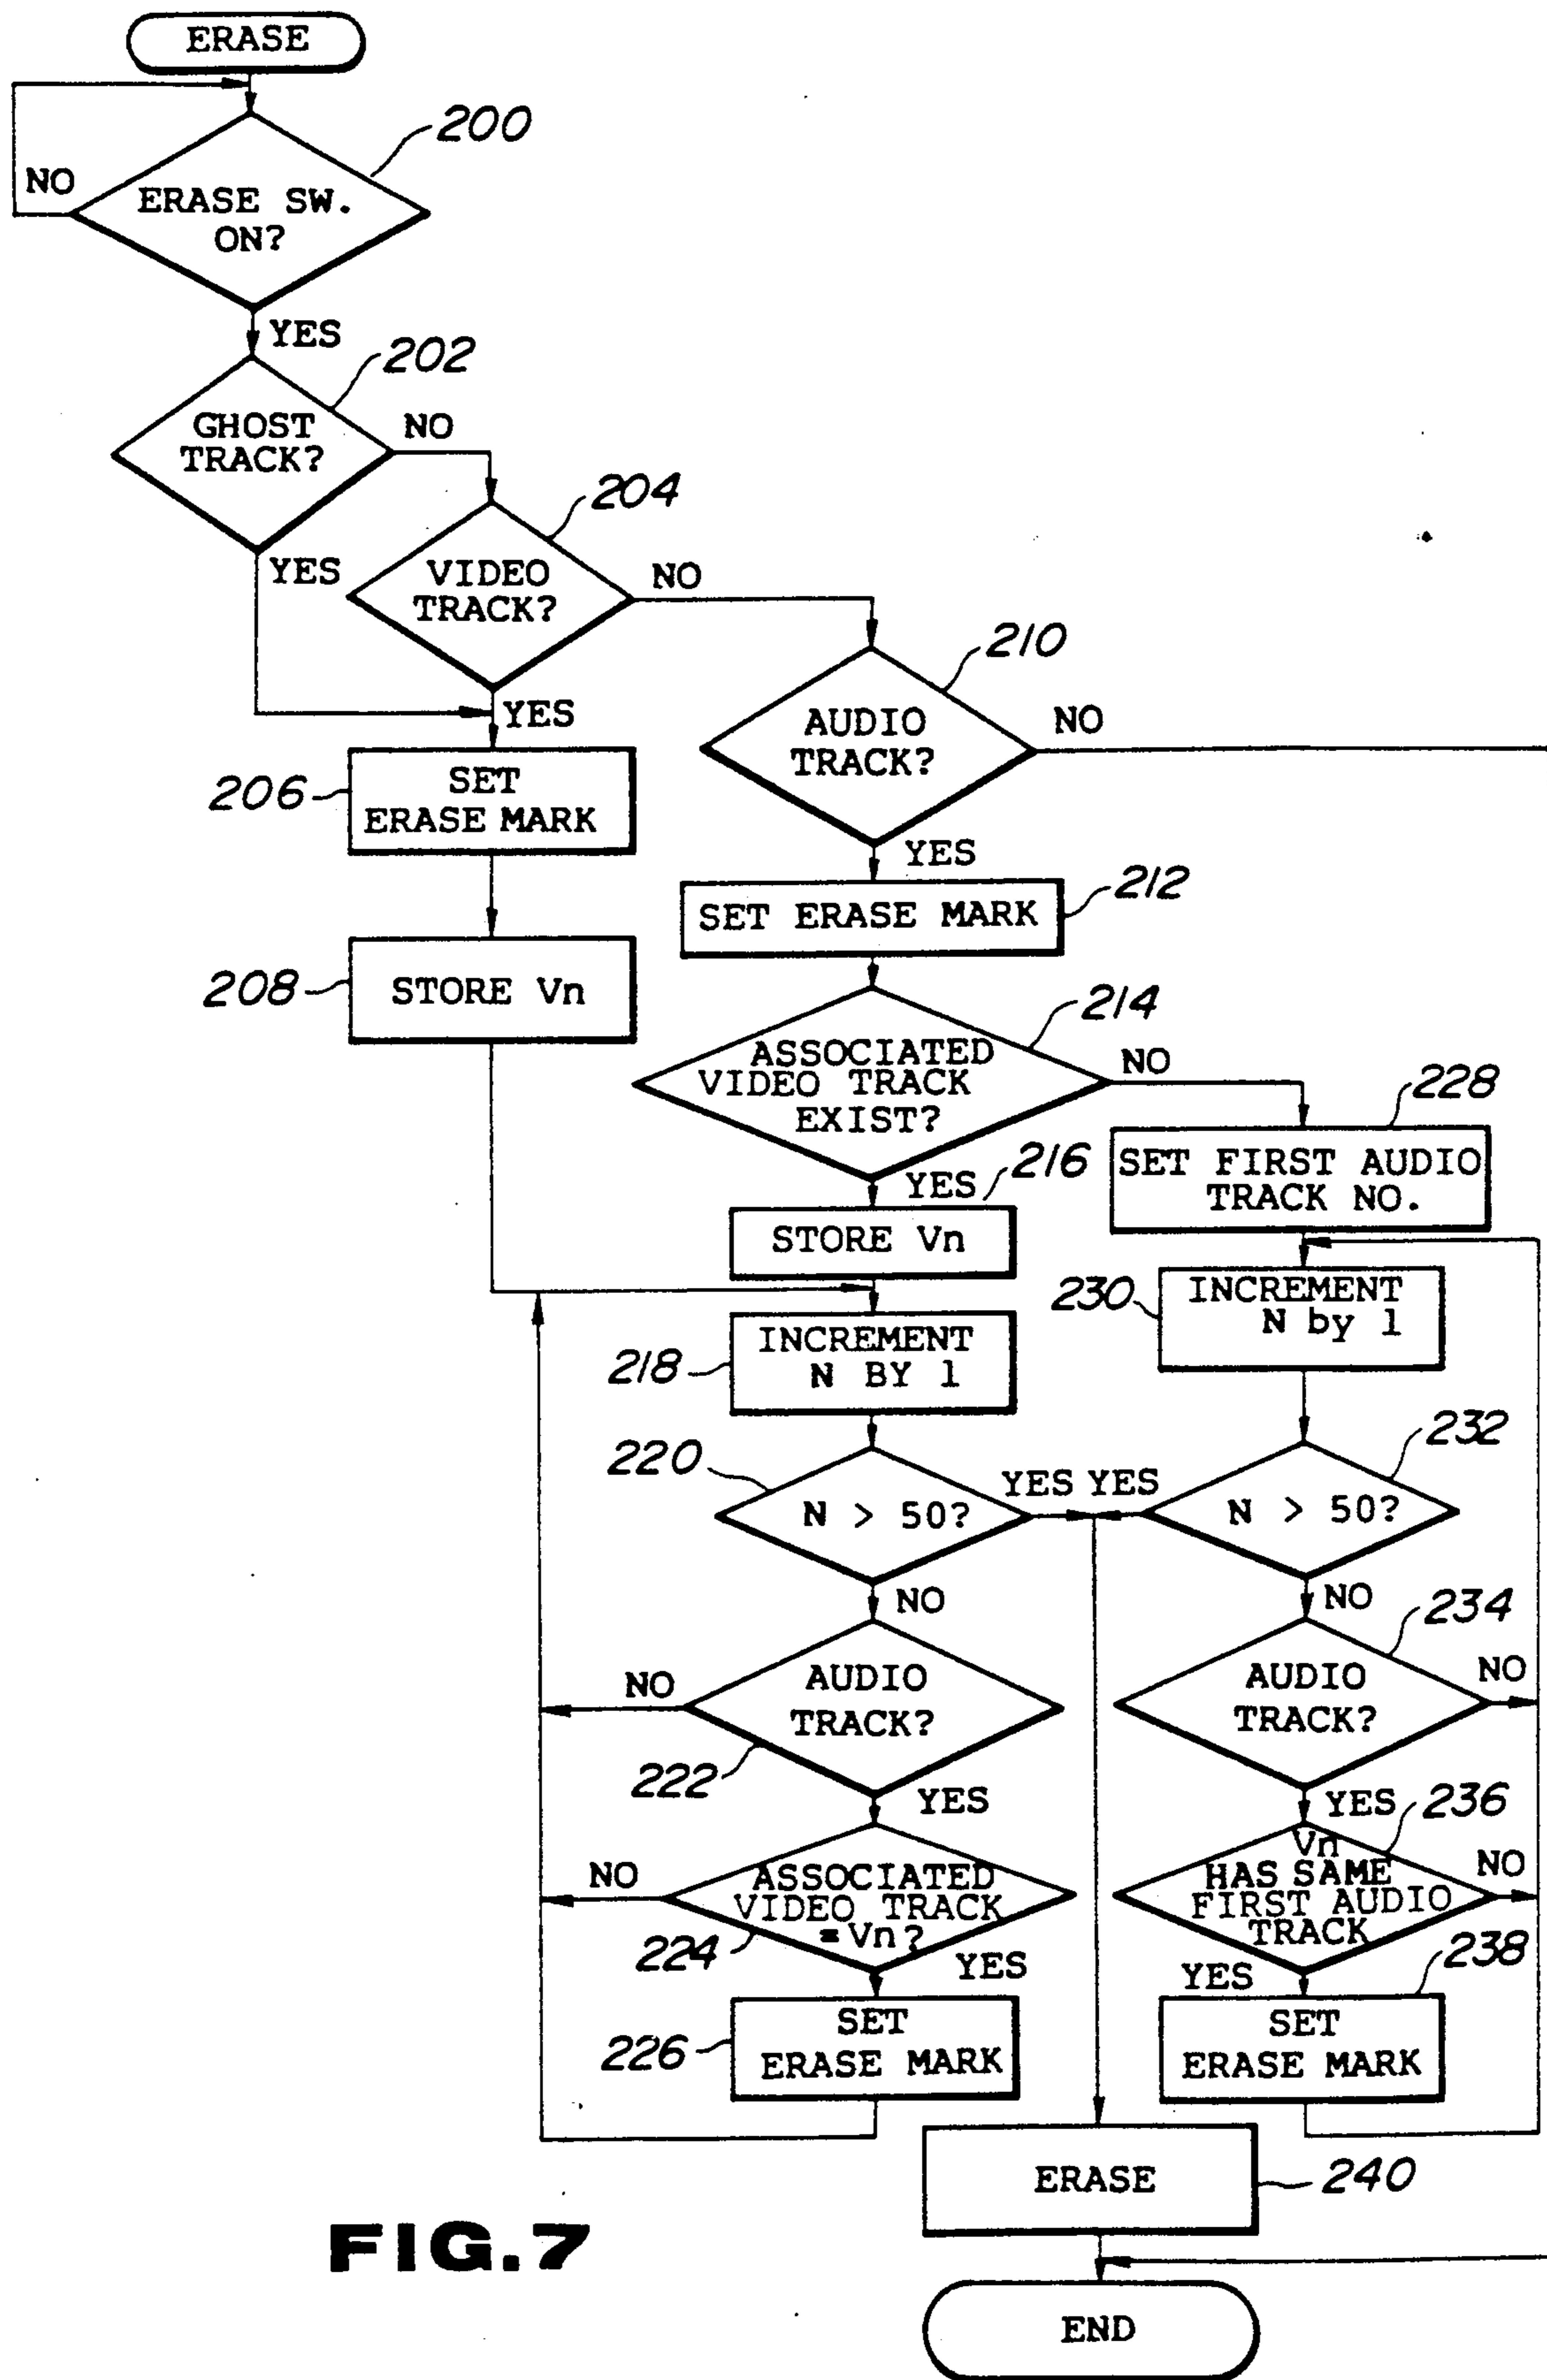 ERASE
200
NO
ERASE SW.
ON?
YES
202
GHOST
TRACK?
NO
204
YES
VIDEO
TRACK?
NO
210
YES
AUDIO
TRACK?
NO
206
SET
ERASE MARK
YES
212
SET ERASE MARK
208
STORE Vn
214
ASSOCIATED
VIDEO TRACK
EXIST?
NO
228
SET FIRST AUDIO
TRACK NO.
YES
216
STORE Vn
230
INCREMENT
N by 1
218
INCREMENT
N BY 1
220
N > 50?
YES
YES
232
N > 50?
NO
NO
234
NO
AUDIO
TRACK?
222
AUDIO
TRACK?
NO
YES
YES
236
NO
ASSOCIATED
VIDEO TRACK
=Vn?
224
Vn
HAS SAME
FIRST AUDIO
TRACK
NO
YES
YES
238
226
SET
ERASE MARK
SET
ERASE MARK
ERASE
240
FIG.7
END